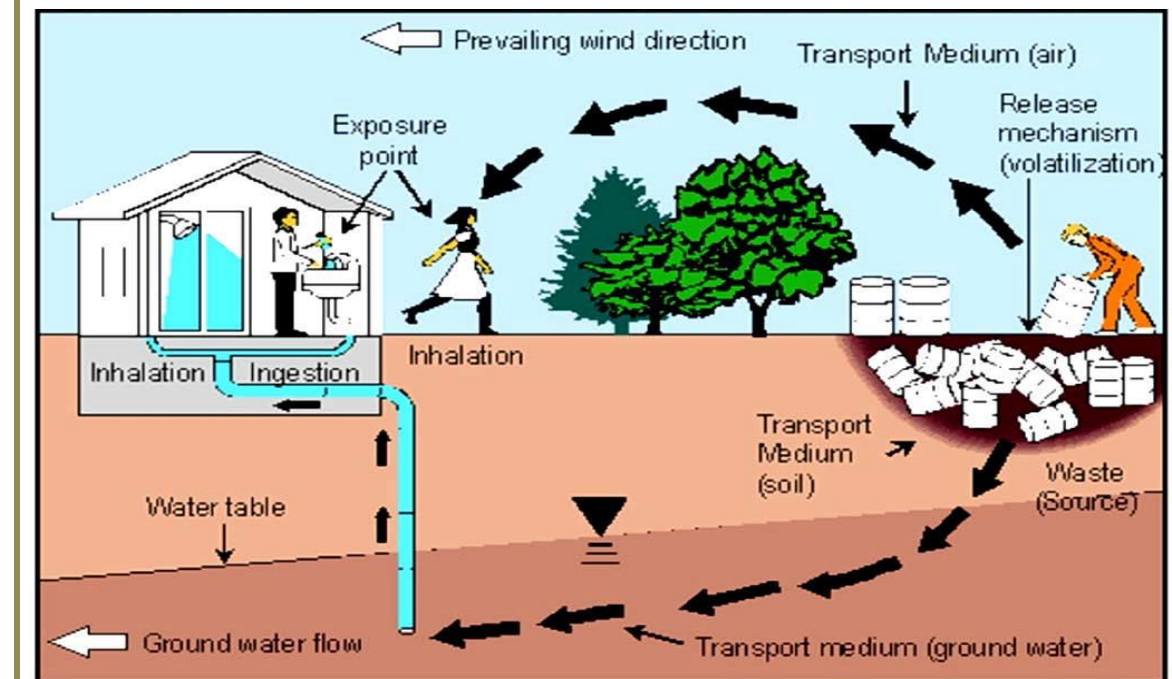 Prevailing wind direction
Transport Medium (air)
Release
mechanism
(volatilization)
Exposure
point
Inhalation
Inhalation
Ingestion
Transport
Medium
(soil)
Waste
(Source)
Water table
Ground water flow
Transport medium (ground water)